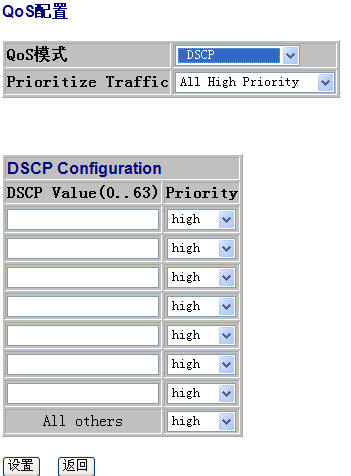 QoS配置
QoS模式 DSCP
Prioritize Traffic All High Priority
DSCP Configuration
DSCP Value(0..63) Priority
high
high
high
high
high
high
high
All others high
设置 返回